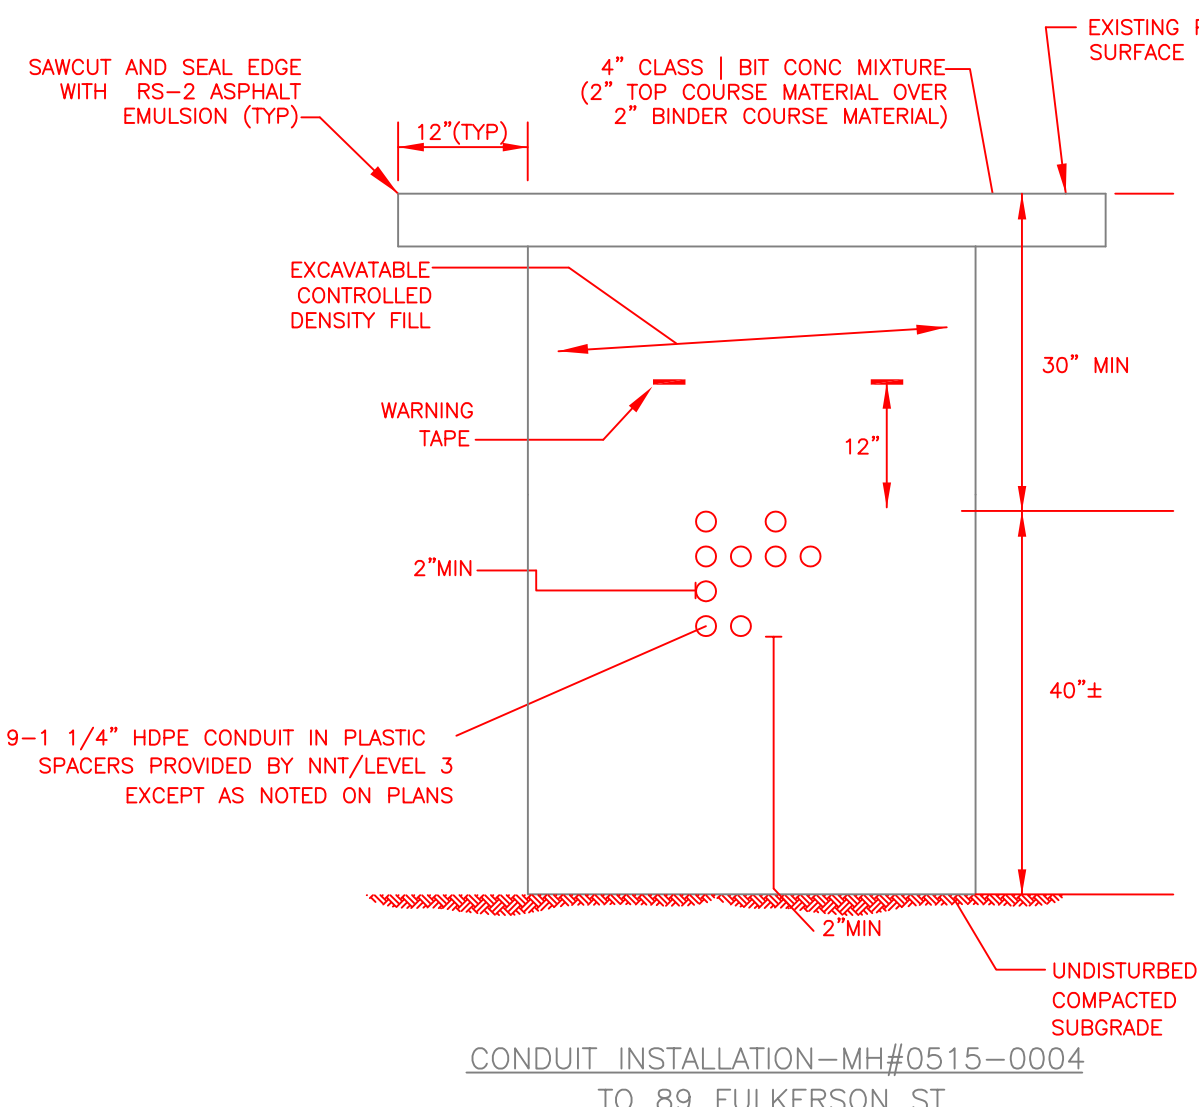 EXISTING
SURFACE
SAWCUT AND SEAL EDGE
WITH RS-2 ASPHALT
EMULSION (TYP)
4" CLASS | BIT CONC MIXTURE
(2" TOP COURSE MATERIAL OVER
2" BINDER COURSE MATERIAL)
12"(TYP)
EXCAVATABLE
CONTROLLED
DENSITY FILL
30" MIN
WARNING
TAPE
12"
2"MIN
40"±
9-1 1/4" HDPE CONDUIT IN PLASTIC
SPACERS PROVIDED BY NNT/LEVEL 3
EXCEPT AS NOTED ON PLANS
2"MIN
UNDISTURBED
COMPACTED
SUBGRADE
CONDUIT INSTALLATION-MH#0515-0004
TO 89 FULKERSON ST